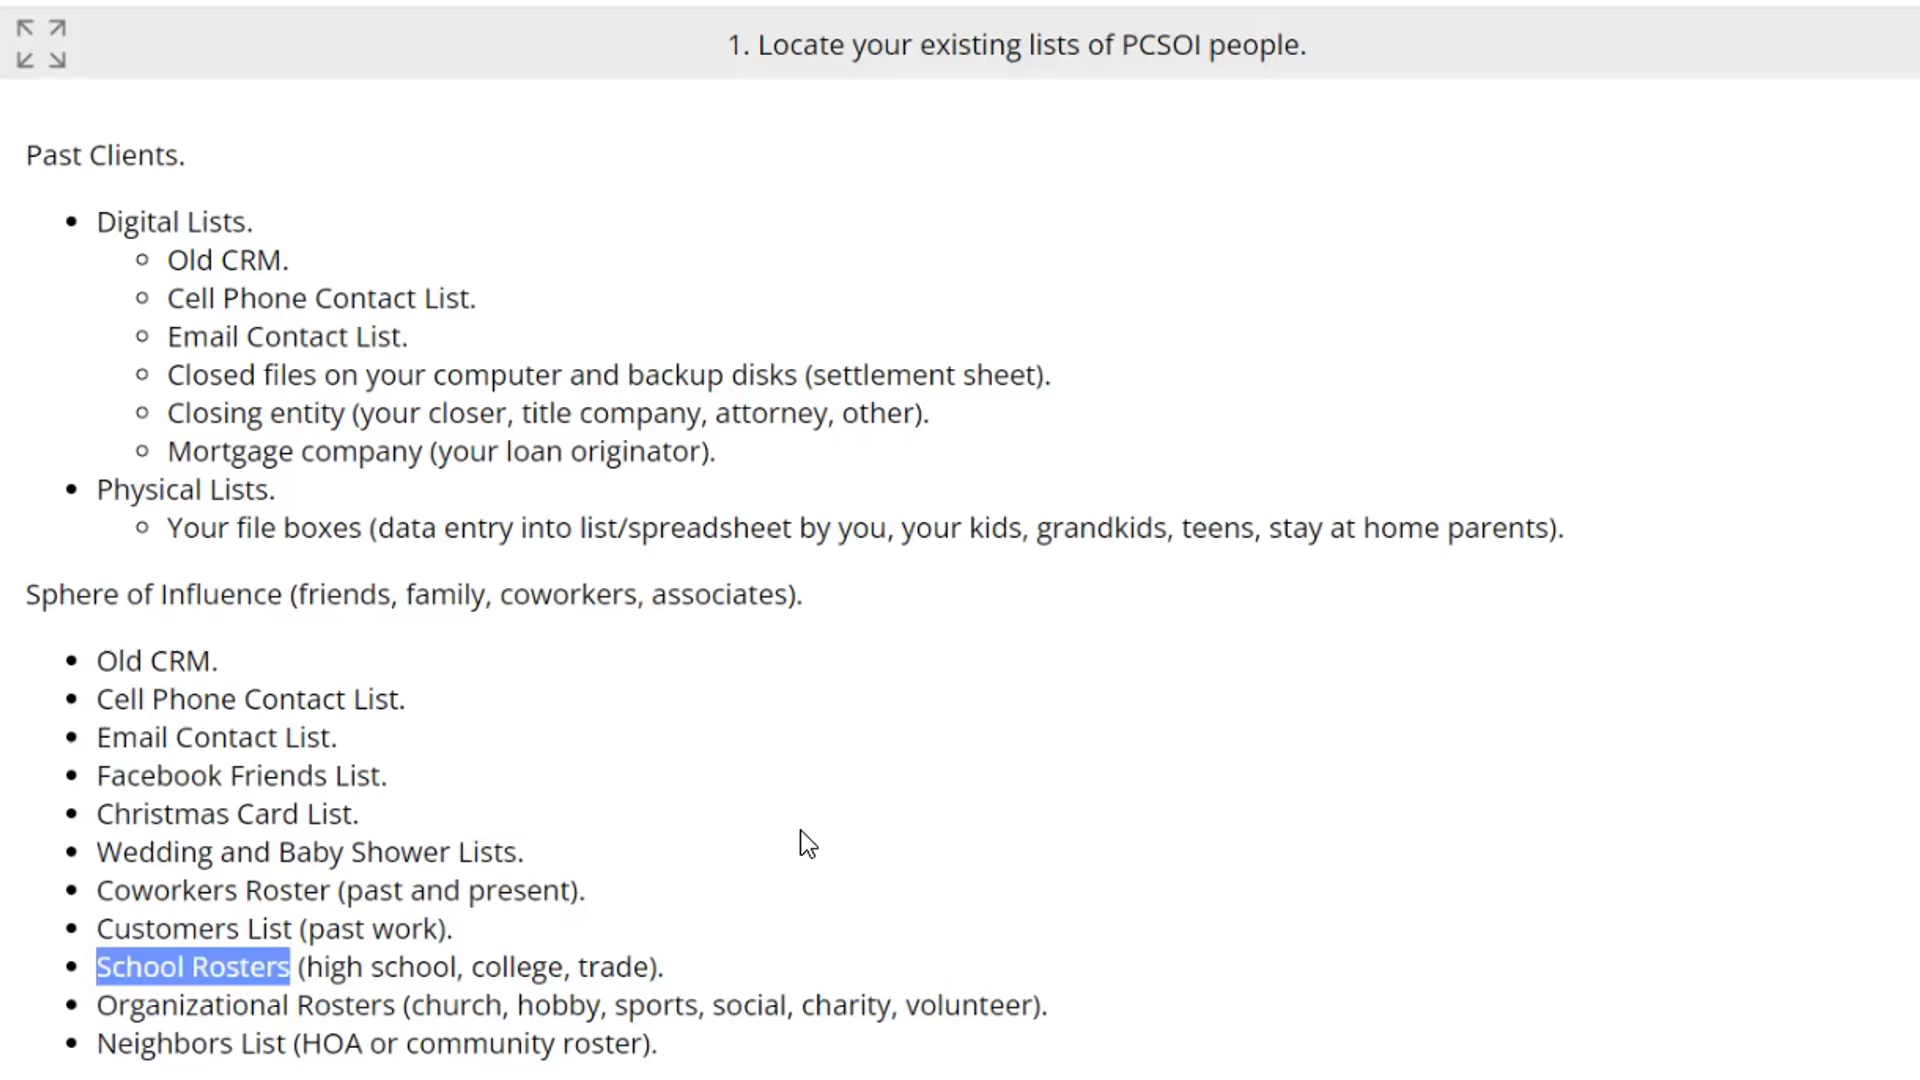 1. Locate your existing lists of PCSOI people.
Past Clients.
Digital Lists.
Old CRM.
Cell Phone Contact List.
Email Contact List.
Closed files on your computer and backup disks (settlement sheet).
Closing entity (your closer, title company, attorney, other).
Mortgage company (your loan originator).
Physical Lists.
Your file boxes (data entry into list/spreadsheet by you, your kids, grandkids, teens, stay at home parents).
Sphere of Influence (friends, family, coworkers, associates).
Old CRM.
Cell Phone Contact List.
Email Contact List.
Facebook Friends List.
Christmas Card List.
Wedding and Baby Shower Lists.
Coworkers Roster (past and present).
Customers List (past work).
School Rosters (high school, college, trade).
Organizational Rosters (church, hobby, sports, social, charity, volunteer).
Neighbors List (HOA or community roster).